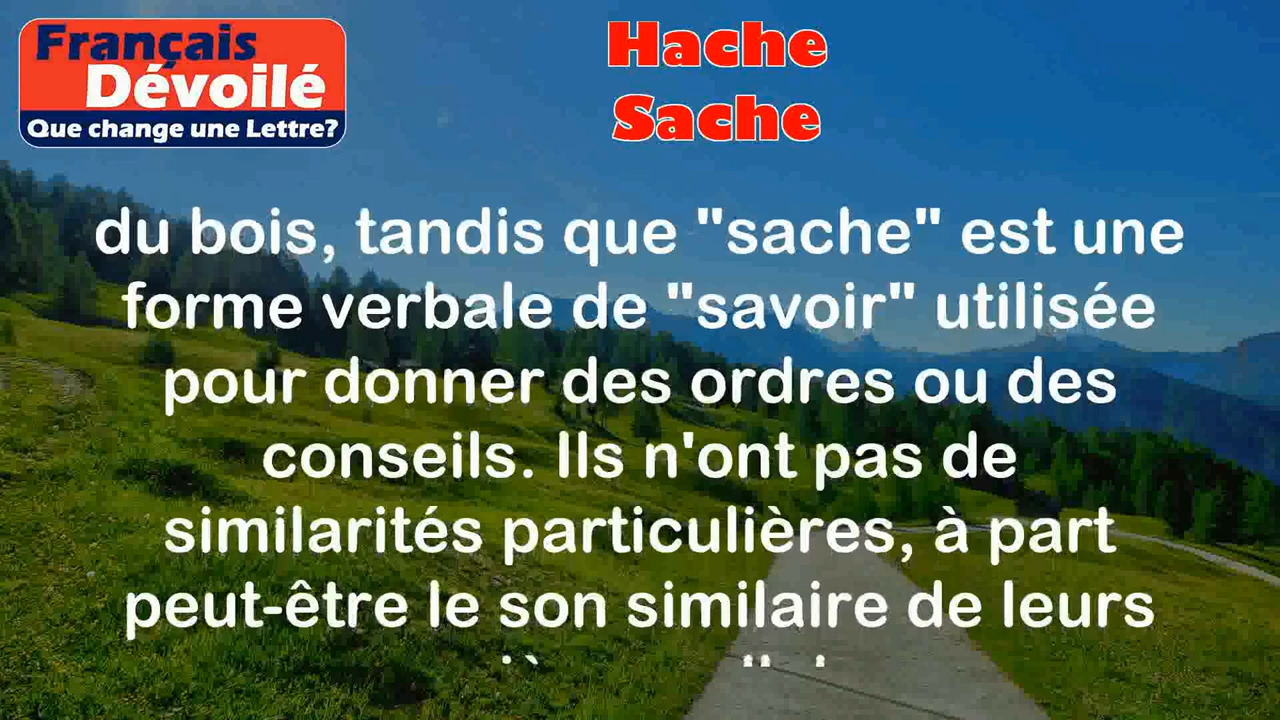 Français
Dévoilé
Que change une Lettre?
Hache
Sache
du bois, tandis que "sache" est une
forme verbale de "savoir" utilisée
pour donner des ordres ou des
conseils. Ils n'ont pas de
similarités particulières, à part
peut-être le son similaire de leurs